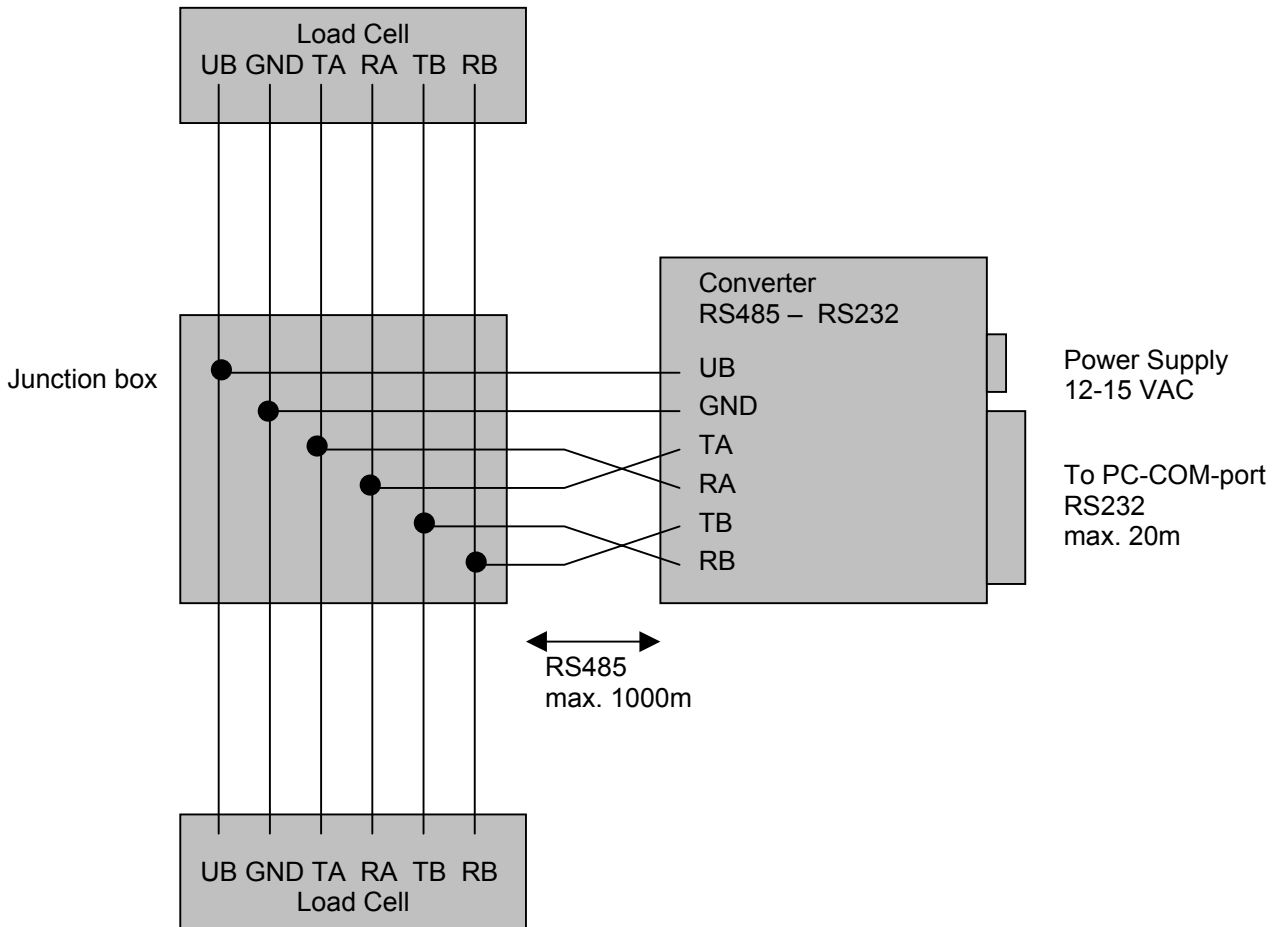 Load Cell
UB GND TA RA TB RB
Converter
RS485 – RS232
Junction box
UB
GND
TA
RA
TB
RB
Power Supply
12-15 VAC
To PC-COM-port
RS232
max. 20m
RS485
max. 1000m
UB GND TA RA TB RB
Load Cell